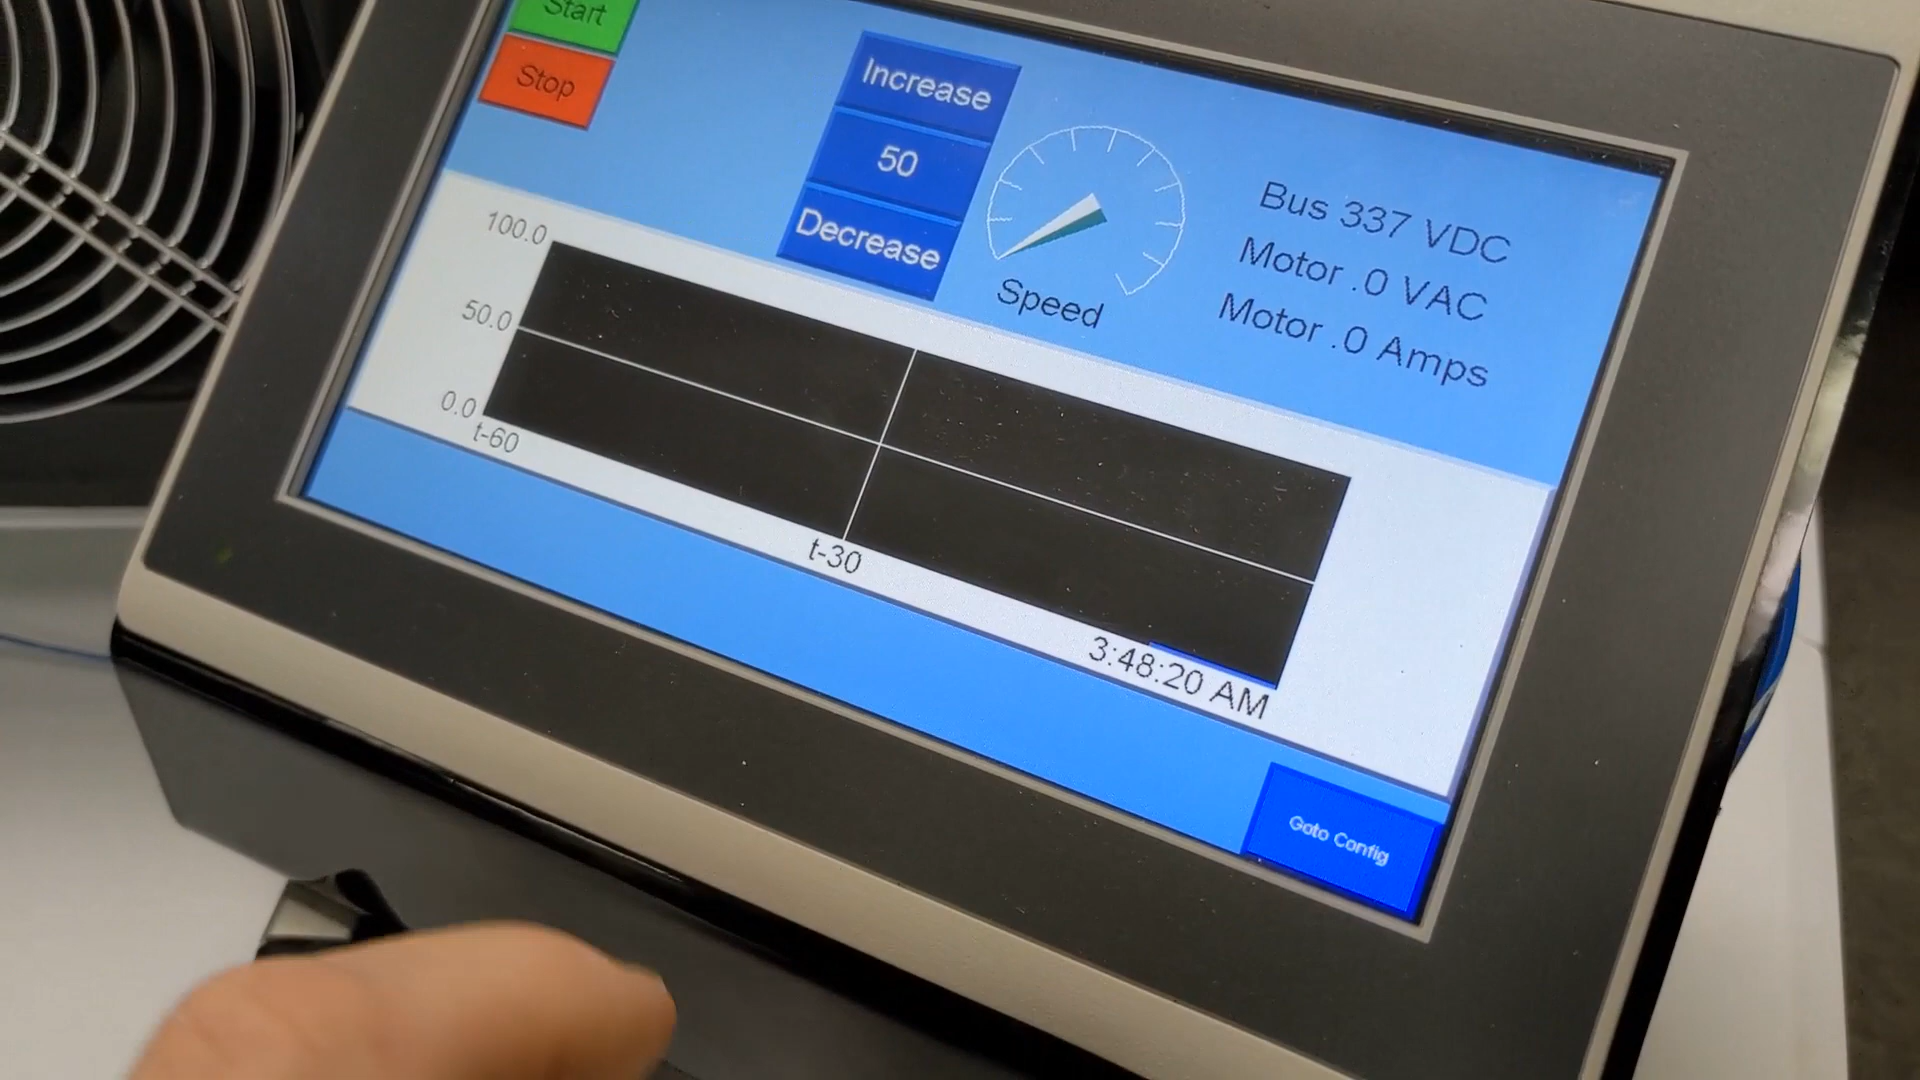 Start
Stop
Increase
50
Decrease
Speed
Bus 337 VDC
Motor .0 VAC
Motor .0 Amps
100.0
50.0
0.0
t-60
t-30
3:48:20 AM
Goto Config